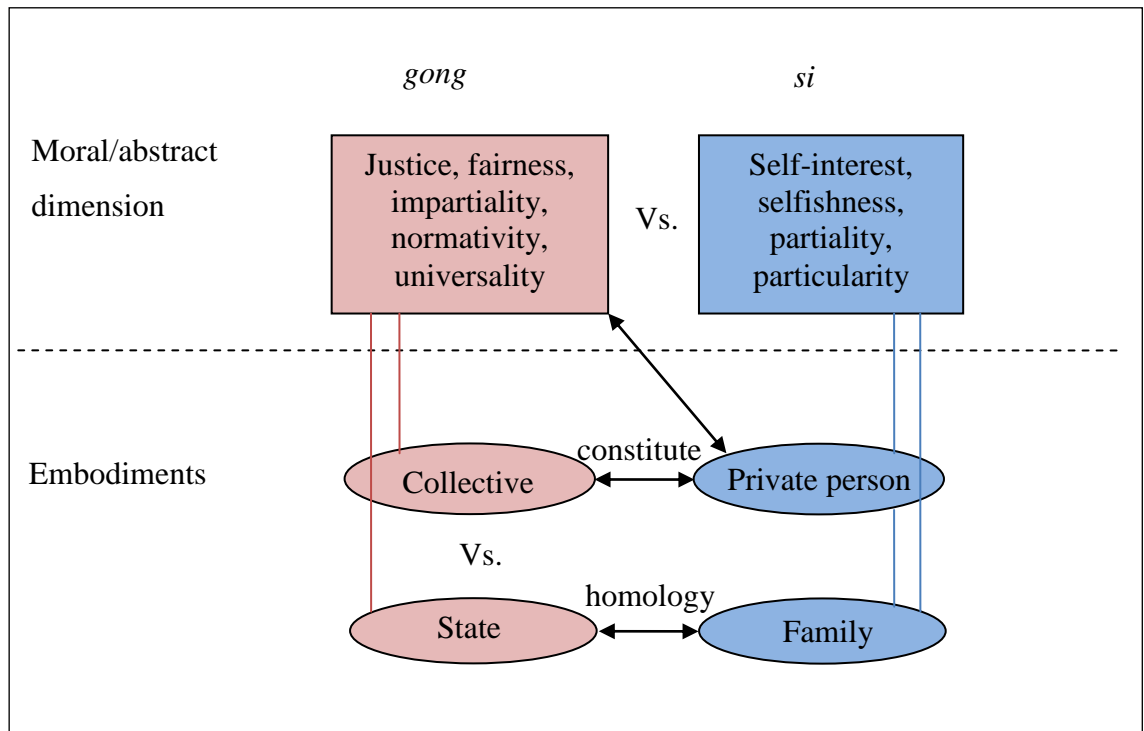 gong
si
Moral/abstract
dimension
Justice, fairness,
impartiality,
normativity,
universality
Vs.
Self-interest,
selfishness,
partiality,
particularity
Embodiments
Collective
constitute
Private person
Vs.
State
homology
Family